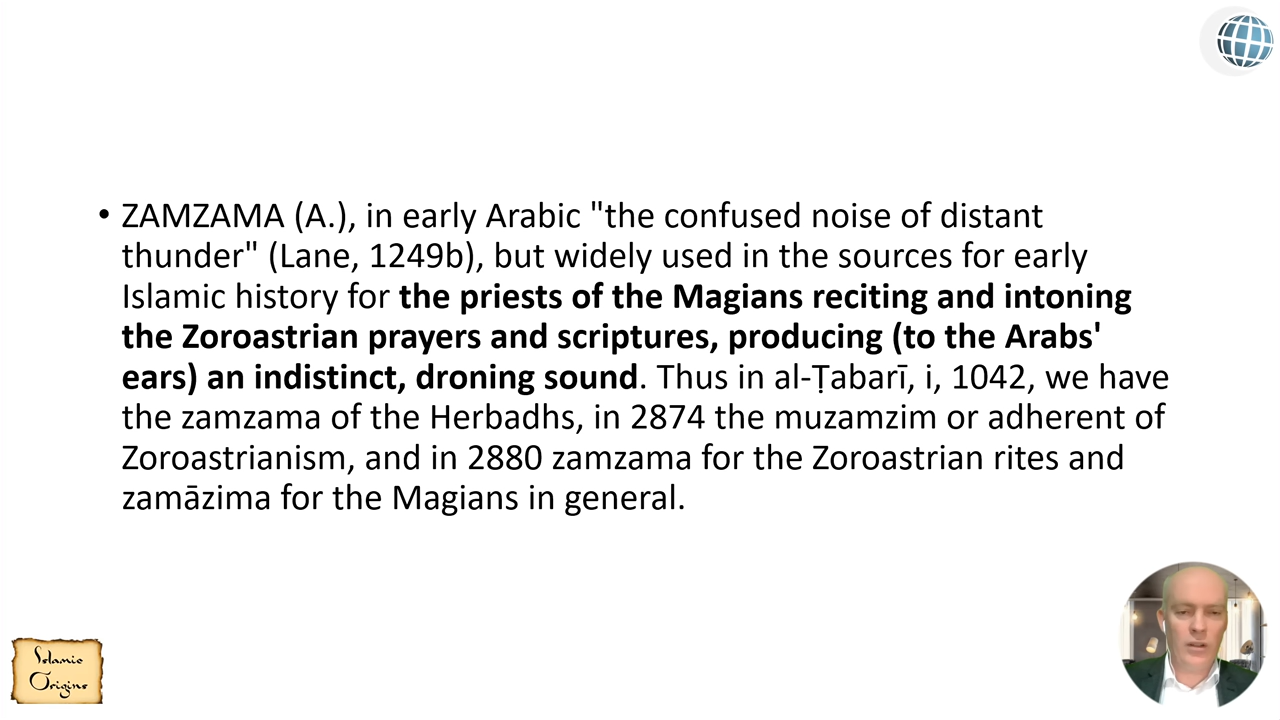 • ZAMZAMA (A.), in early Arabic "the confused noise of distant
thunder" (Lane, 1249b), but widely used in the sources for early
Islamic history for the priests of the Magians reciting and intoning
the Zoroastrian prayers and scriptures, producing (to the Arabs'
ears) an indistinct, droning sound. Thus in al-Ṭabarī, i, 1042, we have
the zamzama of the Herbadhs, in 2874 the muzamzim or adherent of
Zoroastrianism, and in 2880 zamzama for the Zoroastrian rites and
zamāzima for the Magians in general.
Islamic
Origins